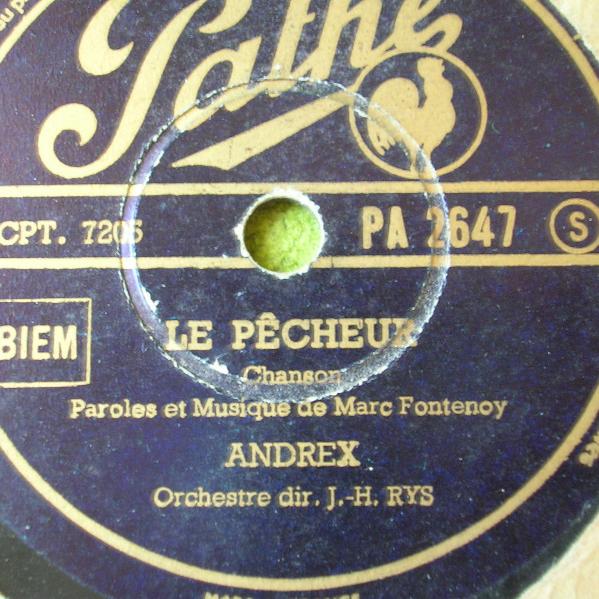 Pathé
CPT. 7205 PA 2647 S
BIEM
LE PÊCHEUR
Chanson
Paroles et Musique de Marc Fontenoy
ANDREX
Orchestre dir. J.-H. RYS